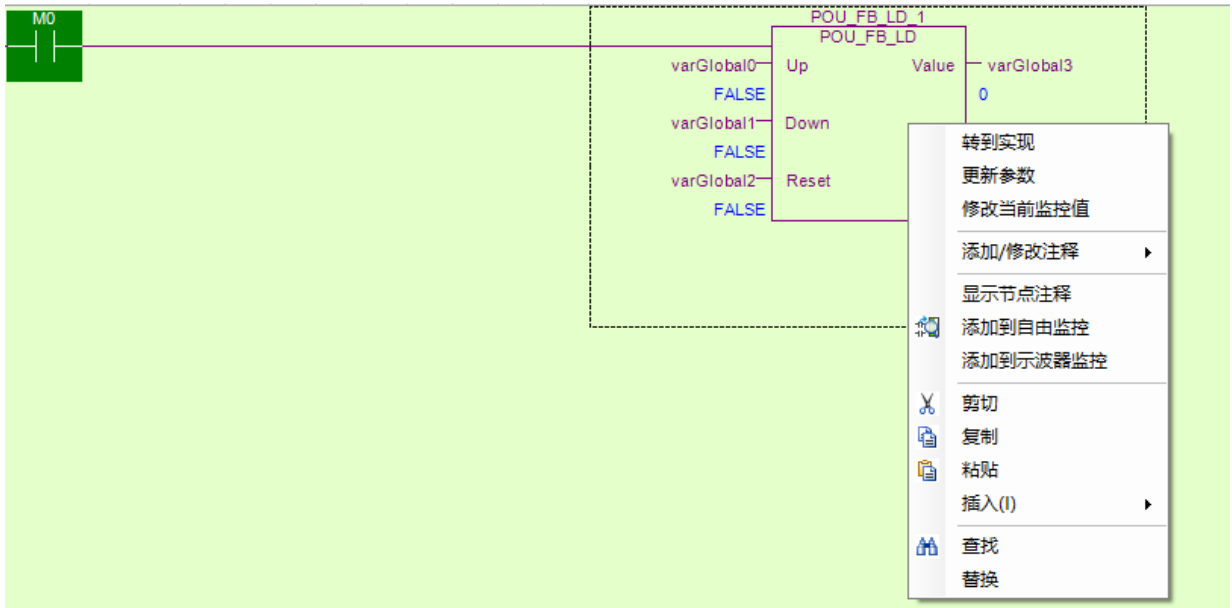 M0
POU_FB_LD_1
POU_FB_LD
varGlobal0 Up Value varGlobal3
FALSE 0
varGlobal1 Down
FALSE
varGlobal2 Reset
FALSE
转到实现
更新参数
修改当前监控值
添加/修改注释
显示节点注释
添加到自由监控
添加到示波器监控
剪切
复制
粘贴
插入(I)
查找
替换